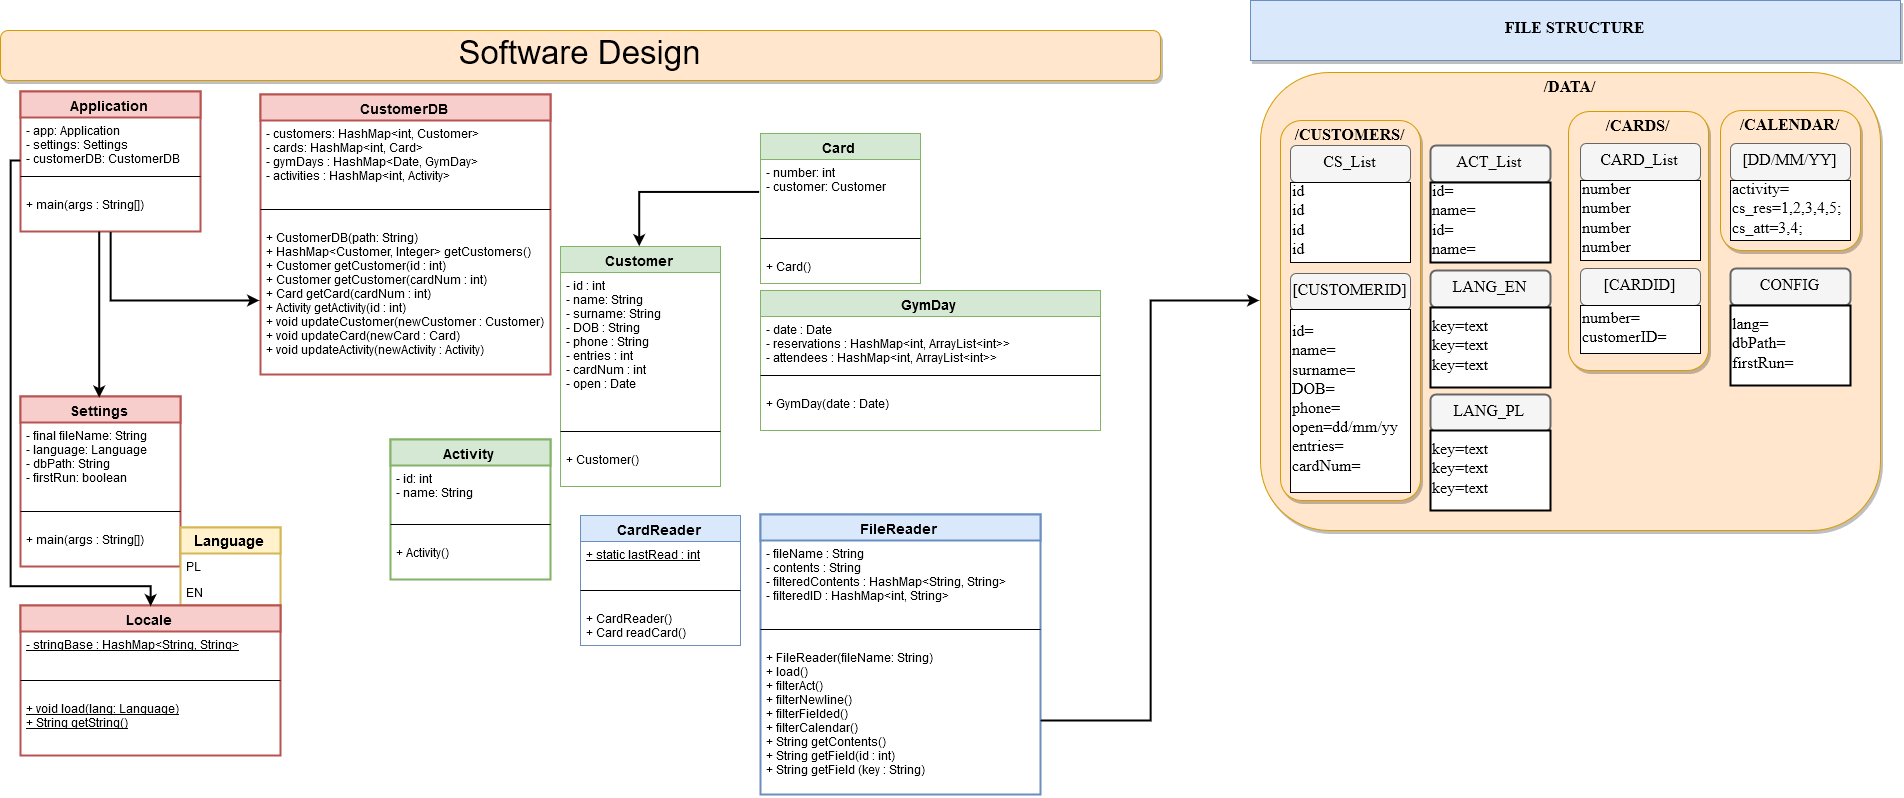 Software Design
Application
- app: Application
- settings: Settings
- customerDB: CustomerDB
+ main(args : String[])
CustomerDB
- customers: HashMap<int, Customer>
- cards: HashMap<int, Card>
- gymDays : HashMap<Date, GymDay>
- activities : HashMap<int, Activity>
+ CustomerDB(path: String)
+ HashMap<Customer, Integer> getCustomers()
+ Customer getCustomer(id : int)
+ Customer getCustomer(cardNum : int)
+ Card getCard(cardNum : int)
+ Activity getActivity(id : int)
+ void updateCustomer(newCustomer : Customer)
+ void updateCard(newCard : Card)
+ void updateActivity(newActivity : Activity)
Card
- number: int
- customer: Customer
+ Card()
Customer
- id : int
- name: String
- surname: String
- DOB : String
- phone : String
- entries : int
- cardNum : int
- open : Date
+ Customer()
GymDay
- date : Date
- reservations : HashMap<int, ArrayList<int>>
- attendees : HashMap<int, ArrayList<int>>
+ GymDay(date : Date)
Settings
- final fileName: String
- language: Language
- dbPath: String
- firstRun: boolean
+ main(args : String[])
Language
PL
EN
Locale
- stringBase : HashMap<String, String>
+ void load(lang: Language)
+ String getString()
Activity
- id: int
- name: String
+ Activity()
CardReader
+ static lastRead : int
+ CardReader()
+ Card readCard()
FileReader
- fileName : String
- contents : String
- filteredContents : HashMap<String, String>
- filteredID : HashMap<int, String>
+ FileReader(fileName: String)
+ load()
+ filterAct()
+ filterNewline()
+ filterFielded()
+ filterCalendar()
+ String getContents()
+ String getField(id : int)
+ String getField (key : String)
FILE STRUCTURE
/DATA/
/CUSTOMERS/
CS_List
id
id
id
id
[CUSTOMERID]
id=
name=
surname=
DOB=
phone=
open=dd/mm/yy
entries=
cardNum=
ACT_List
id=
name=
id=
name=
LANG_EN
key=text
key=text
key=text
LANG_PL
key=text
key=text
key=text
/CARDS/
CARD_List
number
number
number
number
[CARDID]
number=
customerID=
/CALENDAR/
[DD/MM/YY]
activity=
cs_res=1,2,3,4,5;
cs_att=3,4;
CONFIG
lang=
dbPath=
firstRun=